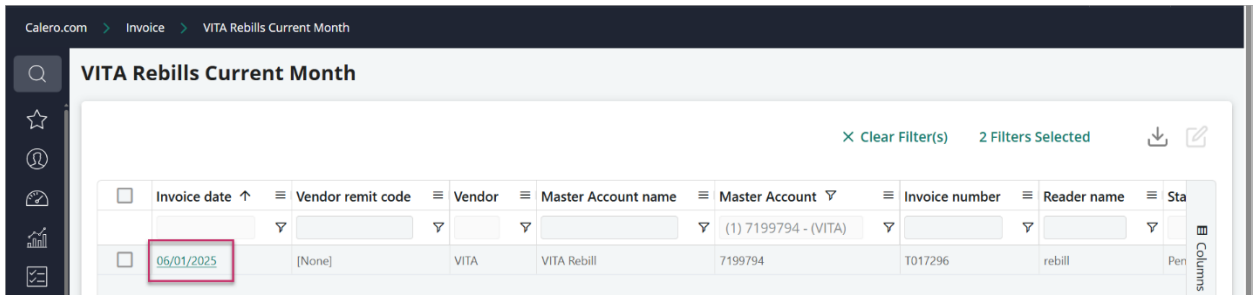 Calero.com > Invoice > VITA Rebills Current Month
VITA Rebills Current Month
Clear Filter(s) 2 Filters Selected
Invoice date Vendor remit code Vendor Master Account name Master Account Invoice number Reader name Sta
(1) 7199794 - (VITA)
06/01/2025 [None] VITA VITA Rebill 7199794 T017296 rebill Pen
Columns